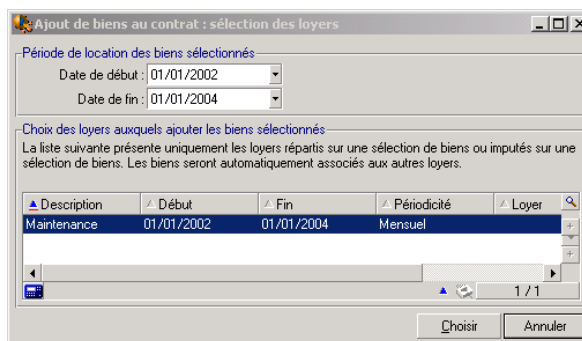 Ajout de biens au contrat : sélection des loyers
Période de location des biens sélectionnés
Date de début : 01/01/2002
Date de fin : 01/01/2004
Choix des loyers auxquels ajouter les biens sélectionnés
La liste suivante présente uniquement les loyers répartis sur une sélection de biens ou imputés sur une
sélection de biens. Les biens seront automatiquement associés aux autres loyers.
Description Début Fin Périodicité Loyer
Maintenance 01/01/2002 01/01/2004 Mensuel
1 / 1
Choisir Annuler